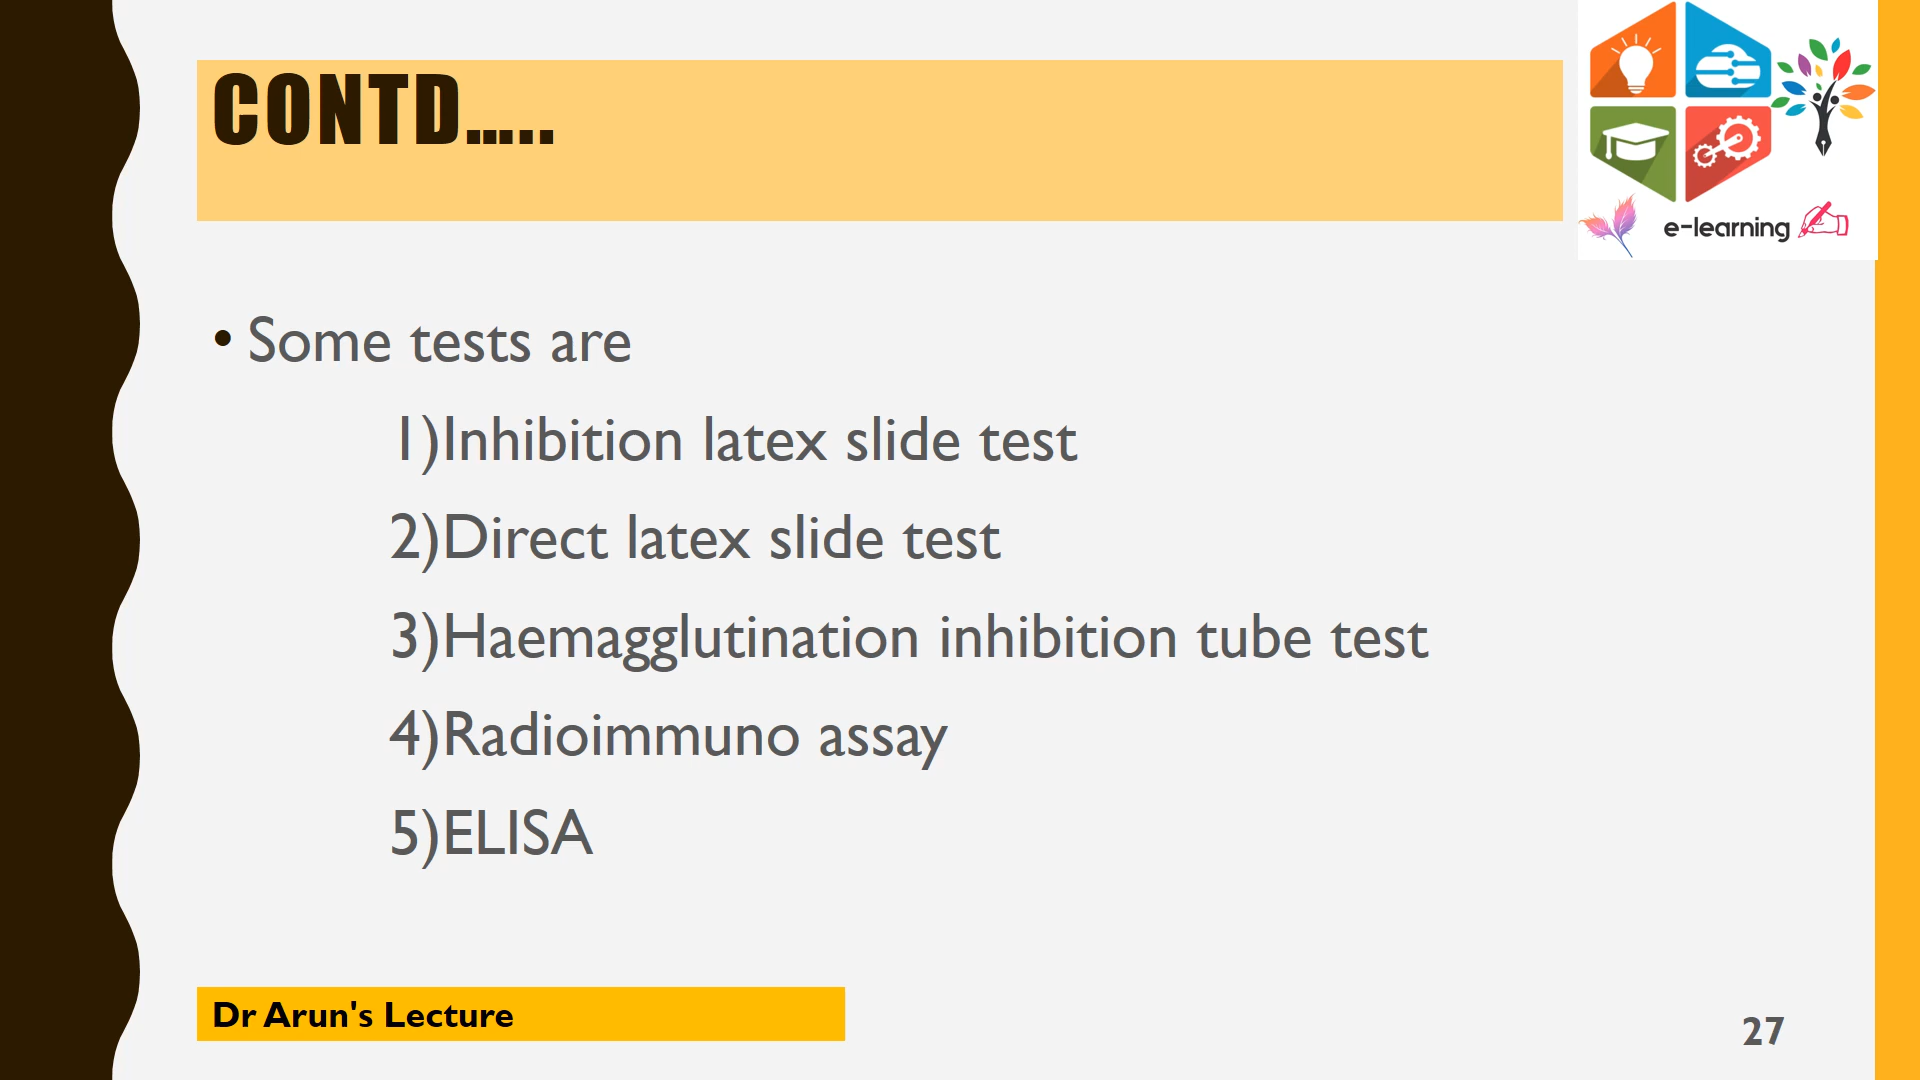 CONTD.....
e-learning
• Some tests are
1)Inhibition latex slide test
2)Direct latex slide test
3)Haemagglutination inhibition tube test
4)Radioimmuno assay
5)ELISA
Dr Arun's Lecture
27